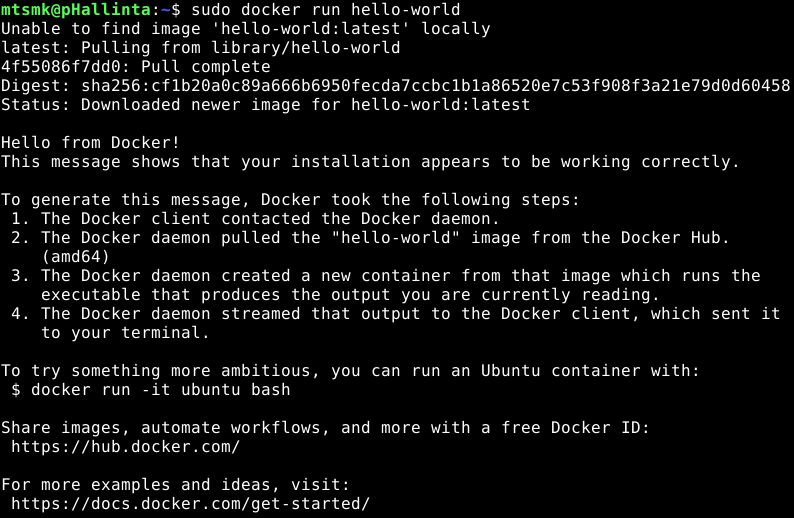 mtsmk@pHallinta:~$ sudo docker run hello-world
Unable to find image 'hello-world:latest' locally
latest: Pulling from library/hello-world
4f55086f7dd0: Pull complete
Digest: sha256:cf1b20a0c89a666b6950fecda7ccbc1b1a86520e7c53f908f3a21e79d0d60458
Status: Downloaded newer image for hello-world:latest

Hello from Docker!
This message shows that your installation appears to be working correctly.

To generate this message, Docker took the following steps:
 1. The Docker client contacted the Docker daemon.
 2. The Docker daemon pulled the "hello-world" image from the Docker Hub.
    (amd64)
 3. The Docker daemon created a new container from that image which runs the
    executable that produces the output you are currently reading.
 4. The Docker daemon streamed that output to the Docker client, which sent it
    to your terminal.

To try something more ambitious, you can run an Ubuntu container with:
 $ docker run -it ubuntu bash

Share images, automate workflows, and more with a free Docker ID:
 https://hub.docker.com/

For more examples and ideas, visit:
 https://docs.docker.com/get-started/